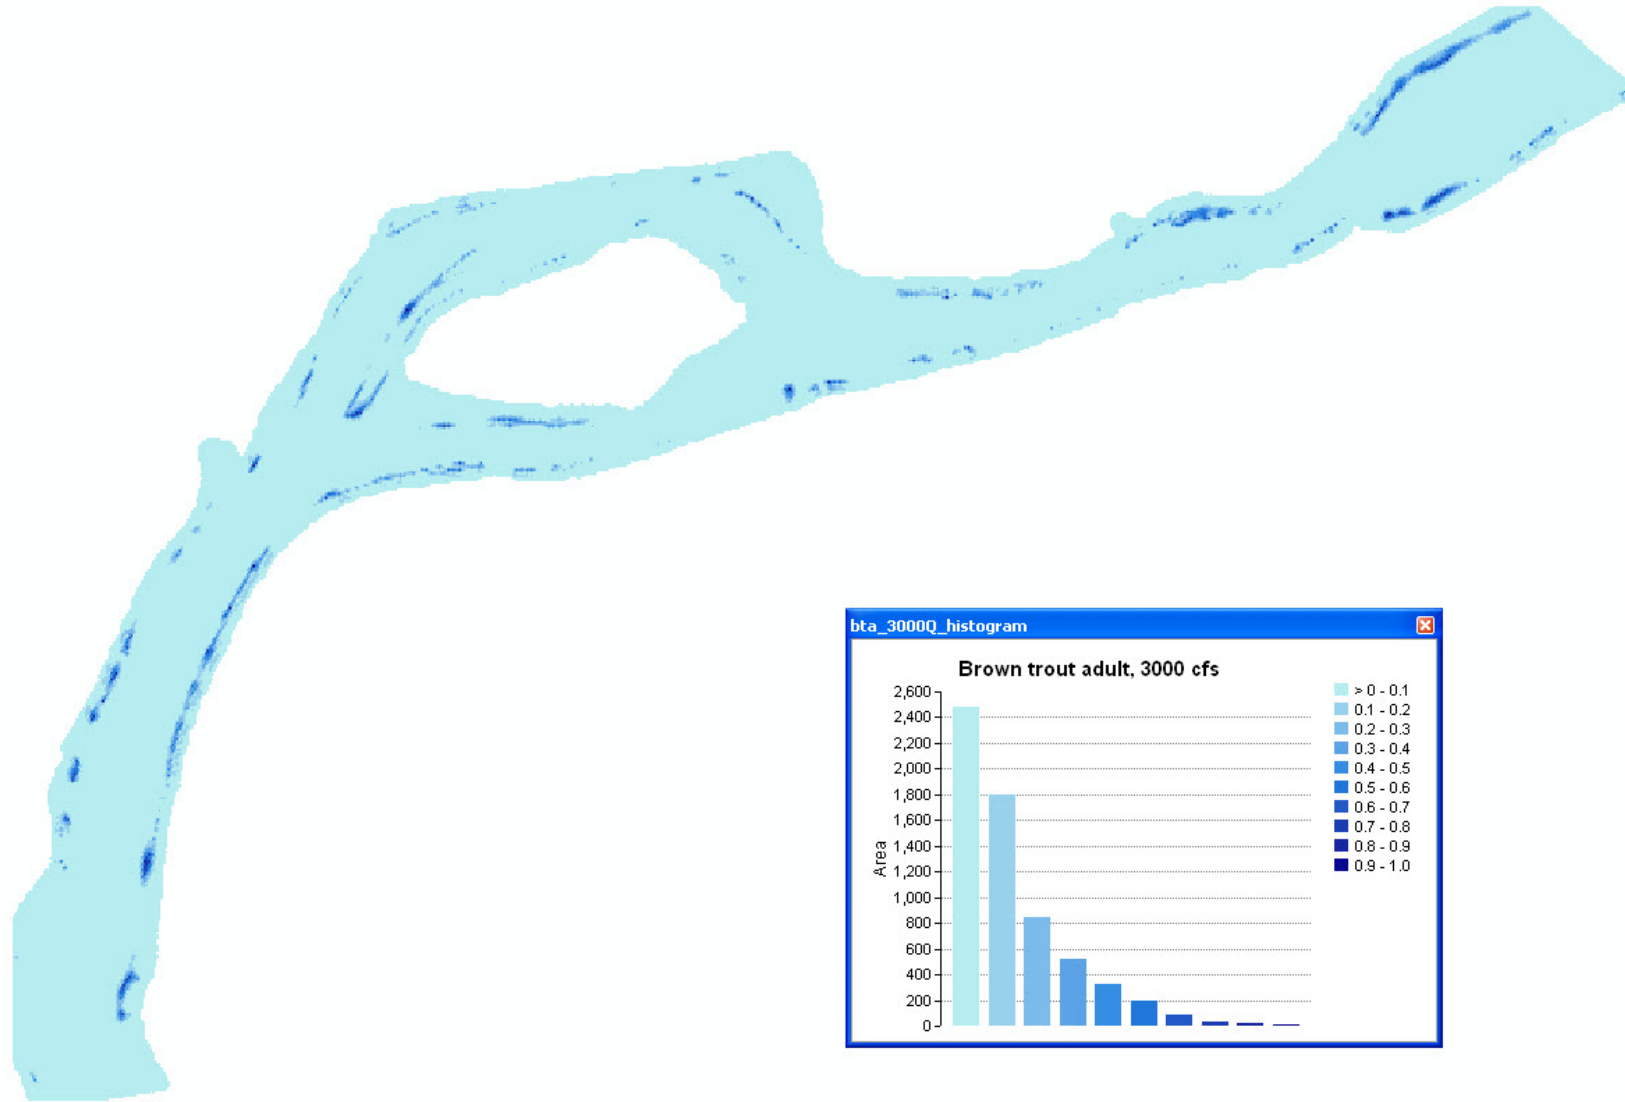 bta_3000Q_histogram
Brown trout adult, 3000 cfs
Area
2,600
2,400
2,200
2,000
1,800
1,600
1,400
1,200
1,000
800
600
400
200
0
> 0 - 0.1
0.1 - 0.2
0.2 - 0.3
0.3 - 0.4
0.4 - 0.5
0.5 - 0.6
0.6 - 0.7
0.7 - 0.8
0.8 - 0.9
0.9 - 1.0